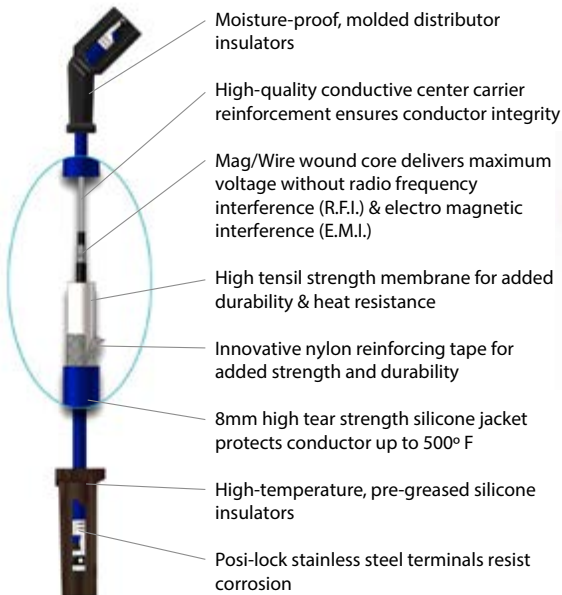 Moisture-proof, molded distributor
insulators
High-quality conductive center carrier
reinforcement ensures conductor integrity
Mag/Wire wound core delivers maximum
voltage without radio frequency
interference (R.F.I.) & electro magnetic
interference (E.M.I.)
High tensil strength membrane for added
durability & heat resistance
Innovative nylon reinforcing tape for
added strength and durability
8mm high tear strength silicone jacket
protects conductor up to 500º F
High-temperature, pre-greased silicone
insulators
Posi-lock stainless steel terminals resist
corrosion